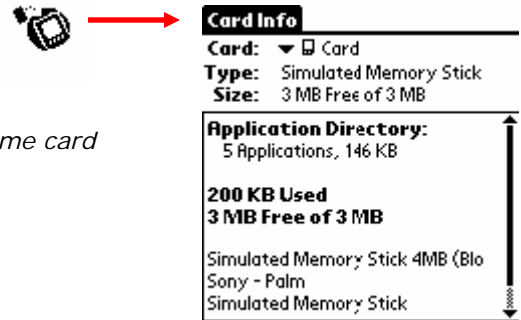 Card Info
Card: Card
Type: Simulated Memory Stick
Size: 3 MB Free of 3 MB
Application Directory:
5 Applications, 146 KB
me card
200 KB Used
3 MB Free of 3 MB
Simulated Memory Stick 4MB (Blo
Sony - Palm
Simulated Memory Stick